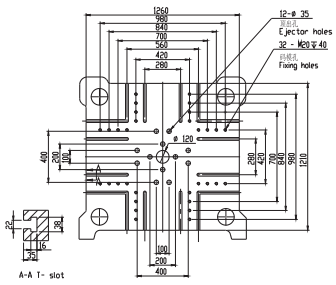 1260
980
840
700
560
420
280
12-Ø 35
顶出孔
Ejector holes
32 - M20↧40
码模孔
Fixing holes
Ø 120
400
200
100
A
A
280
420
700
840
980
1210
100
200
400
22
38
16
35
A-A T- slot